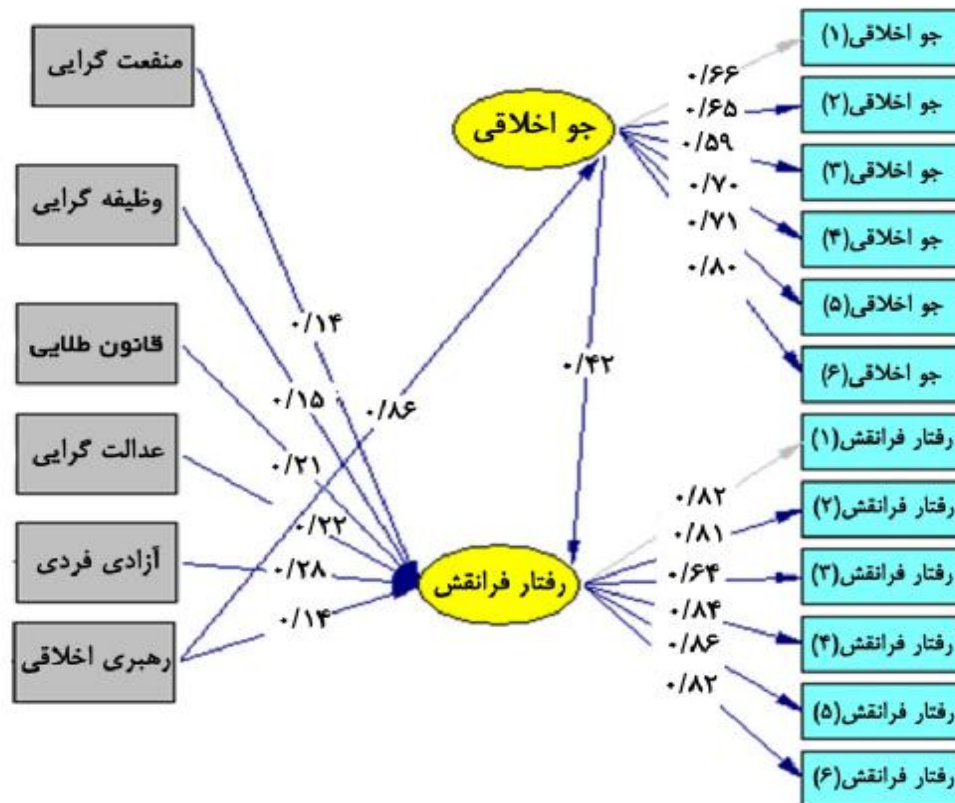 منفعت گرایی
وظیفه گرایی
قانون طلایی
عدالت گرایی
آزادی فردی
رهبری اخلاقی
۰/۱۴
۰/۱۵
۰/۲۱
۰/۲۲
۰/۲۸
۰/۱۴
۰/۸۶
جو اخلاقی
۰/۴۲
رفتار فرانقش
۰/۶۶
۰/۶۵
۰/۵۹
۰/۷۰
۰/۷۱
۰/۸۰
جو اخلاقی(۱)
جو اخلاقی(۲)
جو اخلاقی(۳)
جو اخلاقی(۴)
جو اخلاقی(۵)
جو اخلاقی(۶)
۰/۸۲
۰/۸۱
۰/۶۴
۰/۸۴
۰/۸۶
۰/۸۲
رفتار فرانقش(۱)
رفتار فرانقش(۲)
رفتار فرانقش(۳)
رفتار فرانقش(۴)
رفتار فرانقش(۵)
رفتار فرانقش(۶)